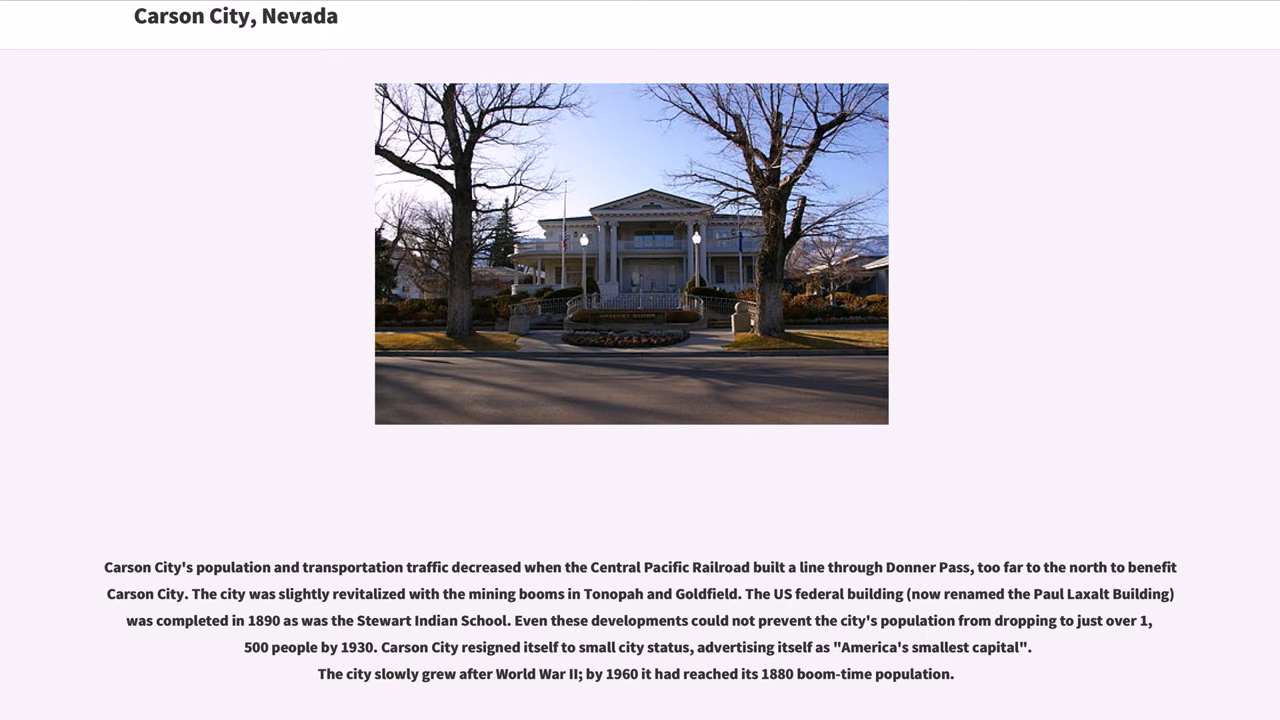 Carson City, Nevada
Carson City's population and transportation traffic decreased when the Central Pacific Railroad built a line through Donner Pass, too far to the north to benefit
Carson City. The city was slightly revitalized with the mining booms in Tonopah and Goldfield. The US federal building (now renamed the Paul Laxalt Building)
was completed in 1890 as was the Stewart Indian School. Even these developments could not prevent the city's population from dropping to just over 1,
500 people by 1930. Carson City resigned itself to small city status, advertising itself as "America's smallest capital".
The city slowly grew after World War II; by 1960 it had reached its 1880 boom-time population.